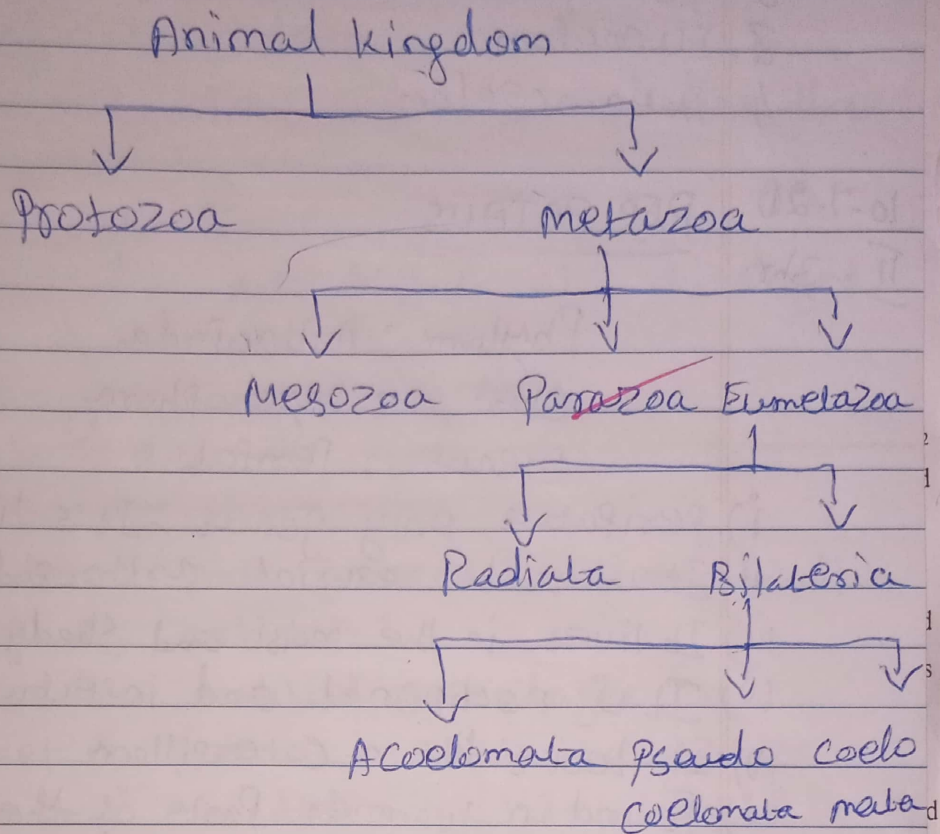 Animal kingdom
Protozoa metazoa
Mesozoa Parazoa Eumetazoa
Radiata Bilateria
Acoelomata Psaudo coelo
coelomata mata